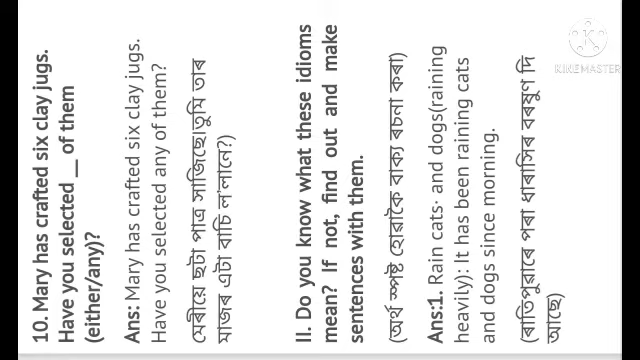 10. Mary has crafted six clay jugs.
Have you selected __ of them
(either/any)?
Ans: Mary has crafted six clay jugs.
Have you selected any of them?
মেৰীয়ে ছটা পাত্ৰ সাজিছে।তুমি তাৰ
মাজৰ এটা বাচি ল'লানে?)
II. Do you know what these idioms
mean? If not, find out and make
sentences with them.
(অৰ্থ স্পষ্ট হোৱাকৈ বাক্য ৰচনা কৰা)
Ans:1. Rain cats· and dogs(raining
heavily): It has been raining cats
and dogs since morning.
(ৰাতিপুৱাৰে পৰা ধাৰাসিৰ বৰষুণ দি
আছে)
KINEMASTER